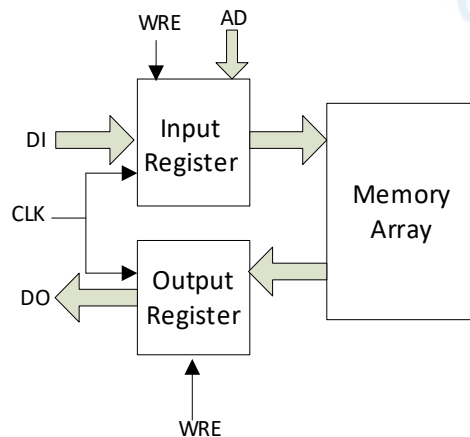 WRE
AD
DI
Input
Register
CLK
Memory
Array
DO
Output
Register
WRE